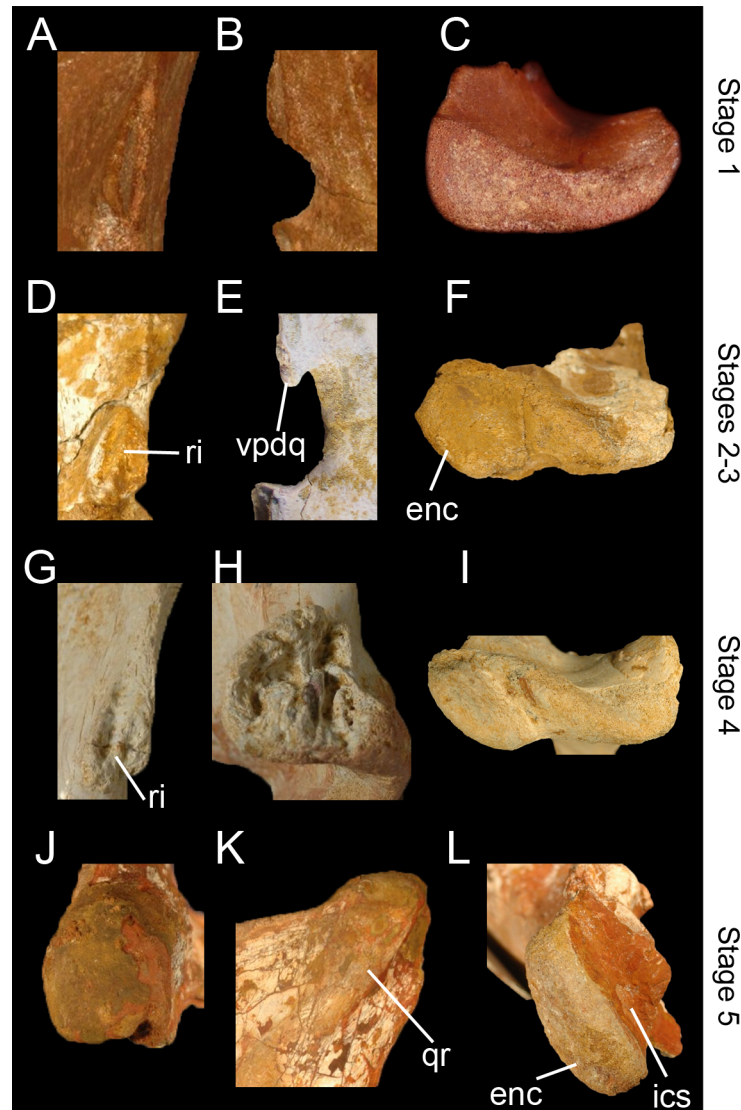 A B C
Stage 1
D E F
ri
vpdq
enc
Stages 2-3
G H I
ri
Stage 4
J K L
qr
enc
ics
Stage 5